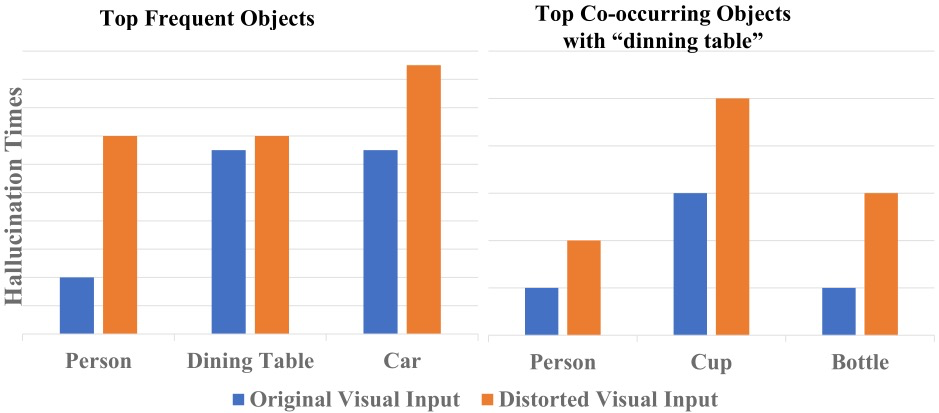 Top Frequent Objects
Top Co-occurring Objects
with “dinning table”
Hallucination Times
Person
Dining Table
Car
Person
Cup
Bottle
Original Visual Input
Distorted Visual Input